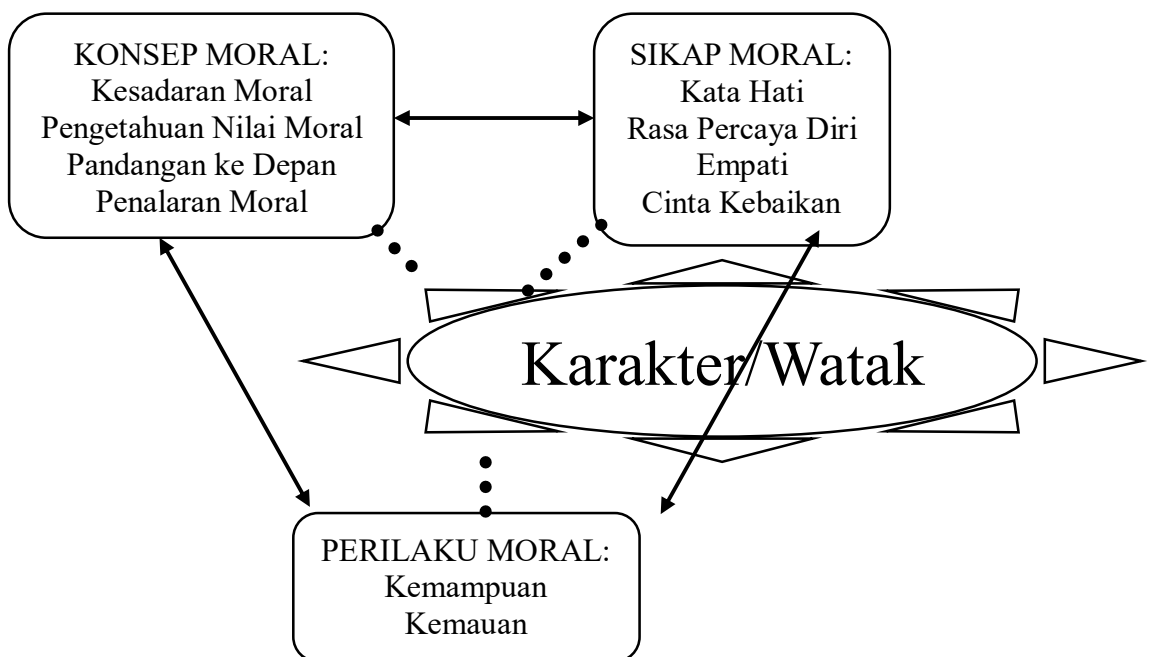 KONSEP MORAL:
Kesadaran Moral
Pengetahuan Nilai Moral
Pandangan ke Depan
Penalaran Moral
SIKAP MORAL:
Kata Hati
Rasa Percaya Diri
Empati
Cinta Kebaikan
Karakter/Watak
PERILAKU MORAL:
Kemampuan
Kemauan